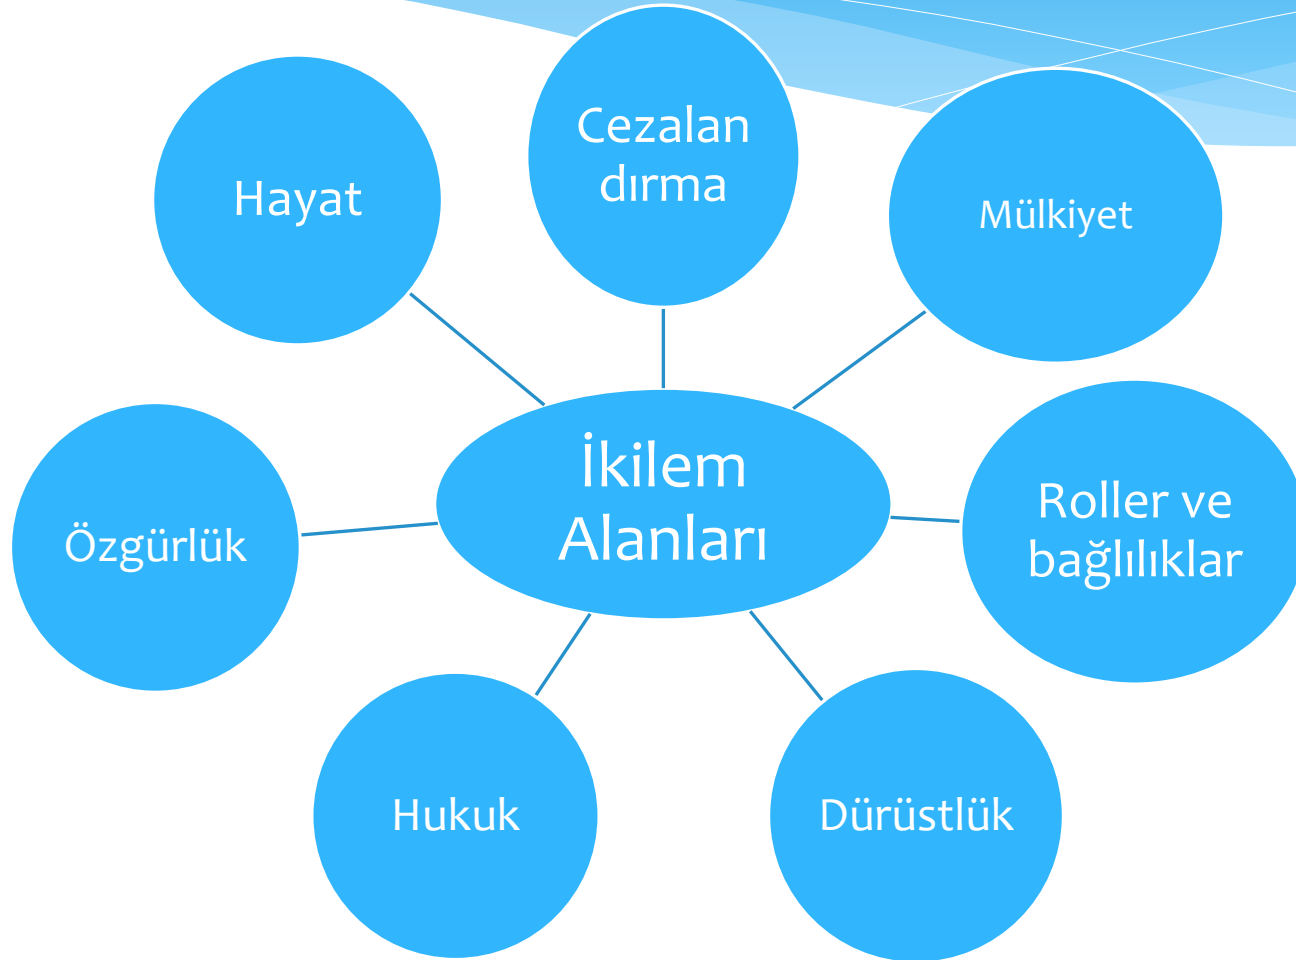 Cezalan
dırma
Hayat
Mülkiyet
İkilem
Alanları
Roller ve
bağlılıklar
Özgürlük
Hukuk
Dürüstlük